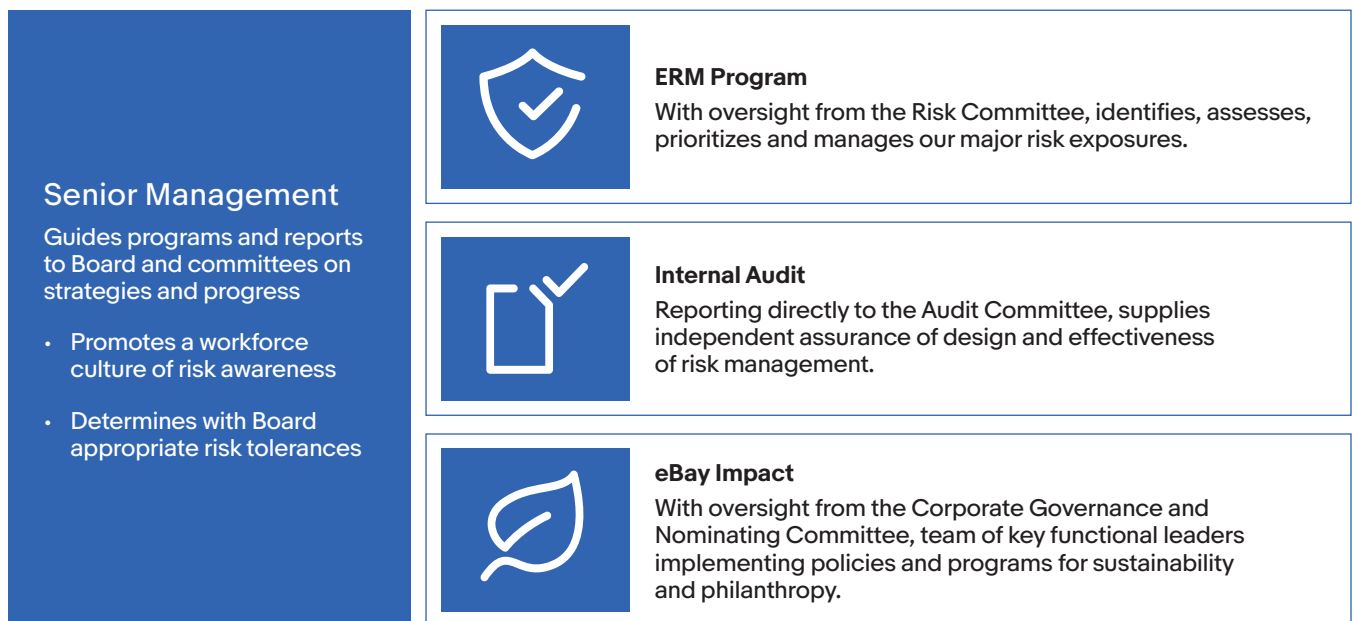 Senior Management
Guides programs and reports
to Board and committees on
strategies and progress
• Promotes a workforce
culture of risk awareness
• Determines with Board
appropriate risk tolerances
ERM Program
With oversight from the Risk Committee, identifies, assesses,
prioritizes and manages our major risk exposures.
Internal Audit
Reporting directly to the Audit Committee, supplies
independent assurance of design and effectiveness
of risk management.
eBay Impact
With oversight from the Corporate Governance and
Nominating Committee, team of key functional leaders
implementing policies and programs for sustainability
and philanthropy.